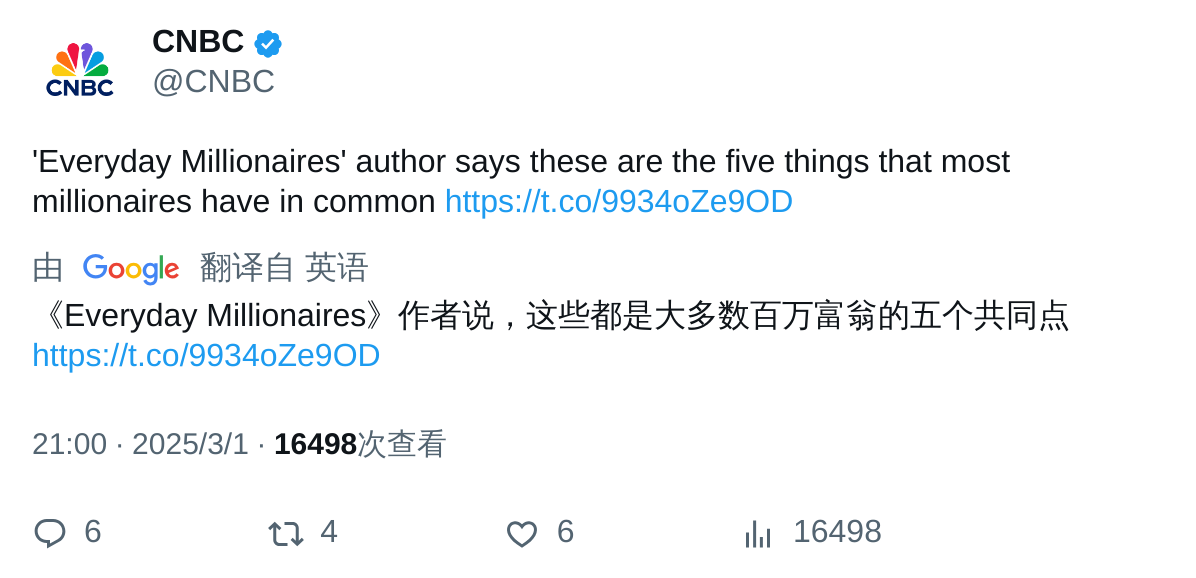 CNBC
CNBC
@CNBC
'Everyday Millionaires' author says these are the five things that most
millionaires have in common https://t.co/9934oZe9OD
由 Google 翻译自 英语
《Everyday Millionaires》作者说，这些都是大多数百万富翁的五个共同点
https://t.co/9934oZe9OD
21:00 · 2025/3/1 · 16498次查看
6 4 6 16498